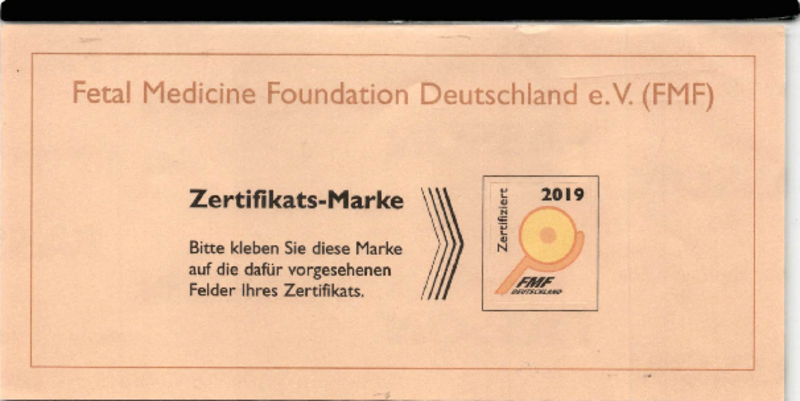 Fetal Medicine Foundation Deutschland e.V. (FMF)
Zertifikats-Marke
Bitte kleben Sie diese Marke
auf die dafür vorgesehenen
Felder Ihres Zertifikats.
Zertifiziert
2019
FMF
DEUTSCHLAND